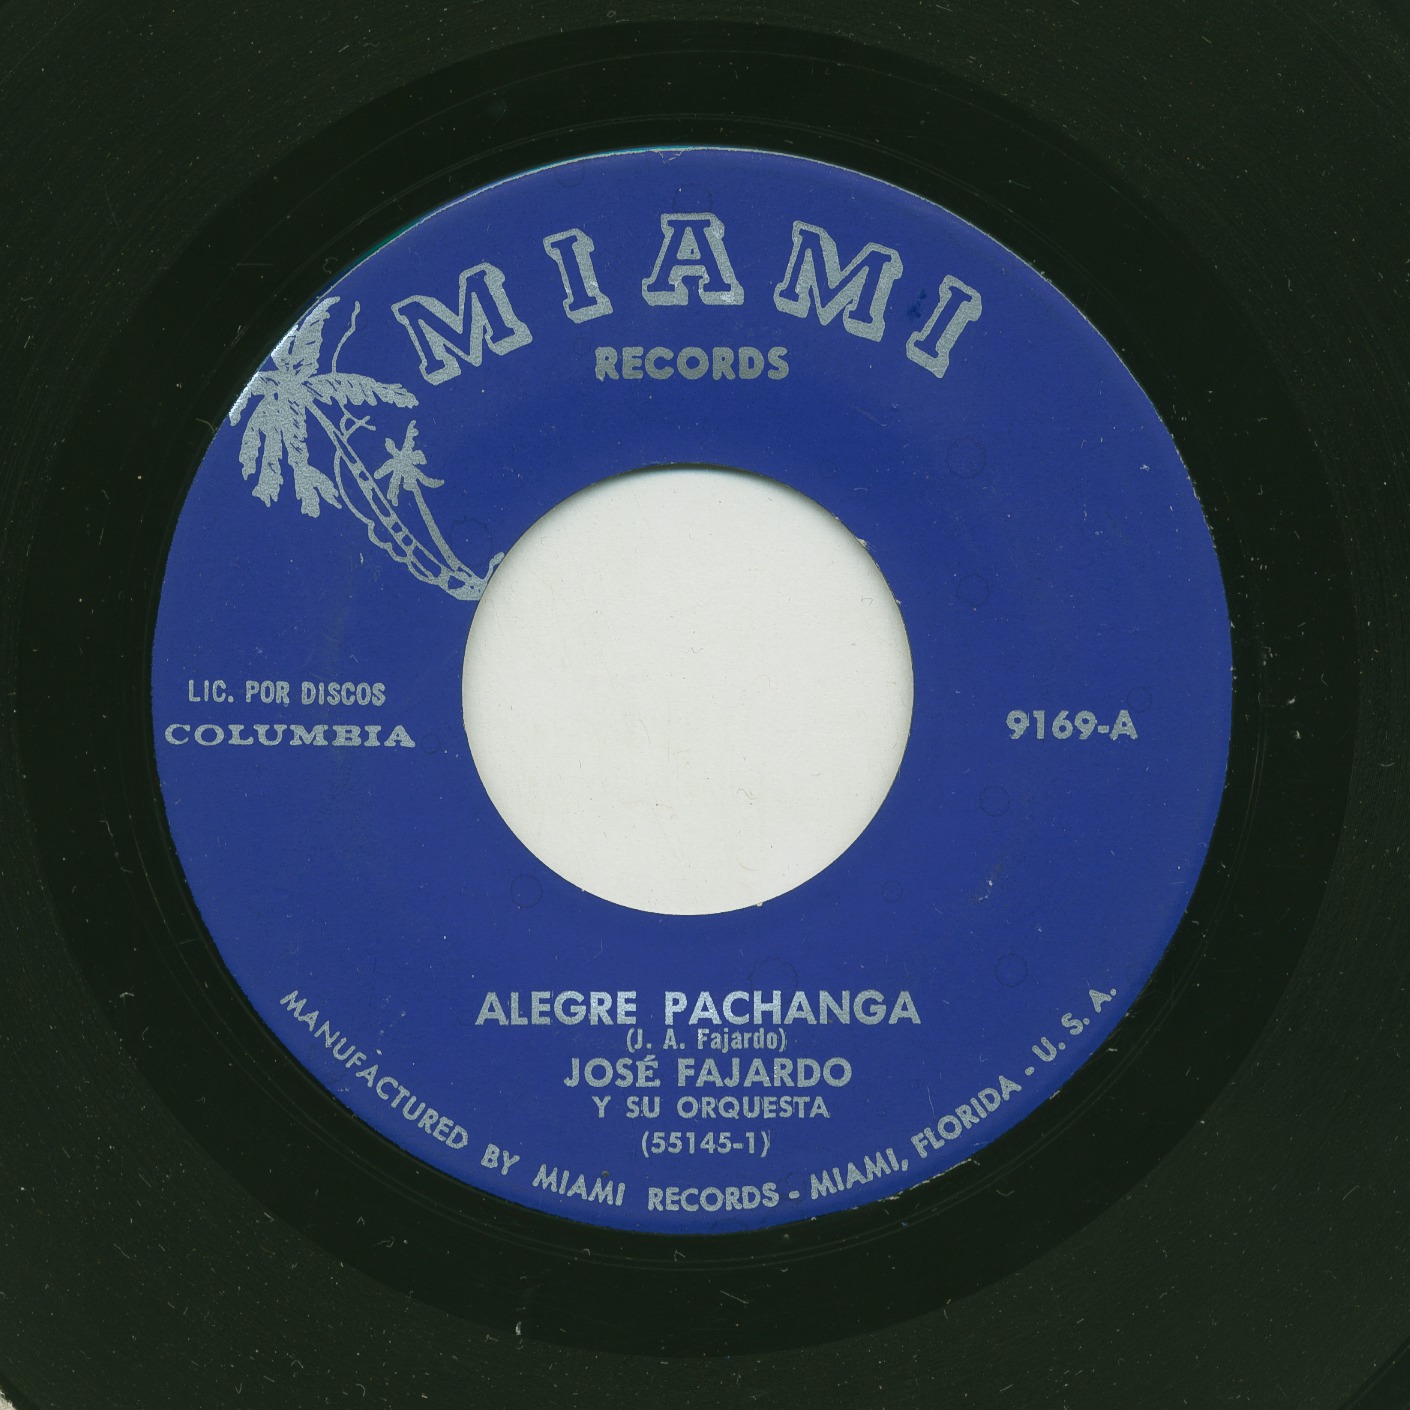 MIAMI
RECORDS
LIC. POR DISCOS
COLUMBIA
9169-A
ALEGRE PACHANGA
(J. A. Fajardo)
JOSÉ FAJARDO
Y SU ORQUESTA
(55145-1)
MANUFACTURED BY MIAMI RECORDS - MIAMI, FLORIDA - U. S. A.